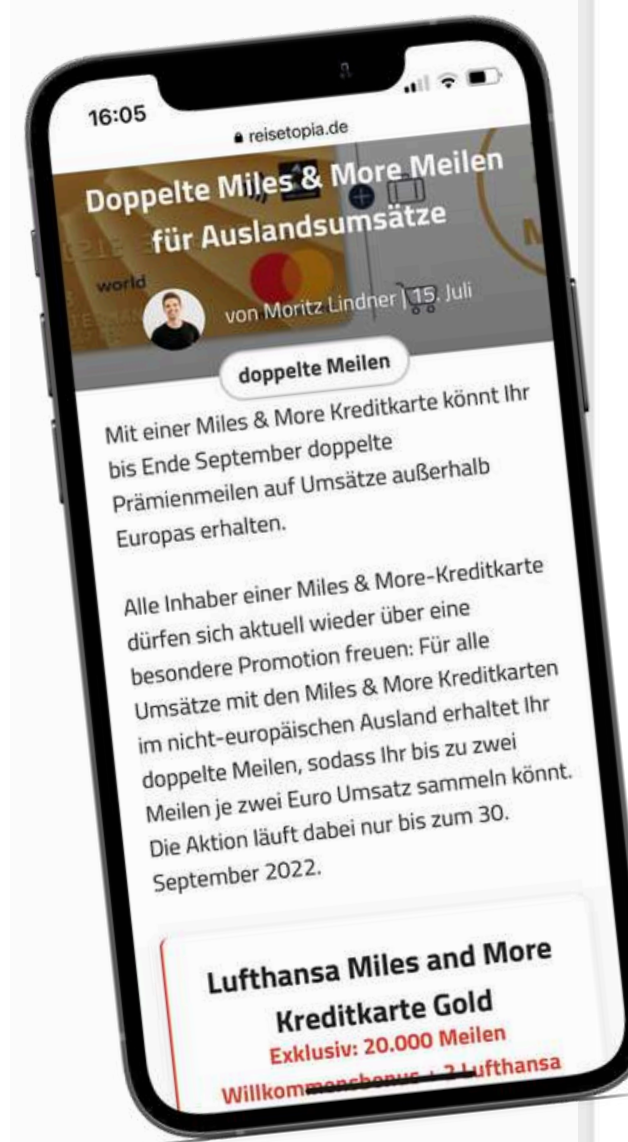 16:05
reisetopia.de
Doppelte Miles & More Meilen
für Auslandsumsätze
world
von Moritz Lindner | 15. Juli
doppelte Meilen
Mit einer Miles & More Kreditkarte könnt Ihr
bis Ende September doppelte
Prämienmeilen auf Umsätze außerhalb
Europas erhalten.
Alle Inhaber einer Miles & More-Kreditkarte
dürfen sich aktuell wieder über eine
besondere Promotion freuen: Für alle
Umsätze mit den Miles & More Kreditkarten
im nicht-europäischen Ausland erhaltet Ihr
doppelte Meilen, sodass Ihr bis zu zwei
Meilen je zwei Euro Umsatz sammeln könnt.
Die Aktion läuft dabei nur bis zum 30.
September 2022.
Lufthansa Miles and More
Kreditkarte Gold
Exklusiv: 20.000 Meilen
Willkommensbonus + 2 Lufthansa